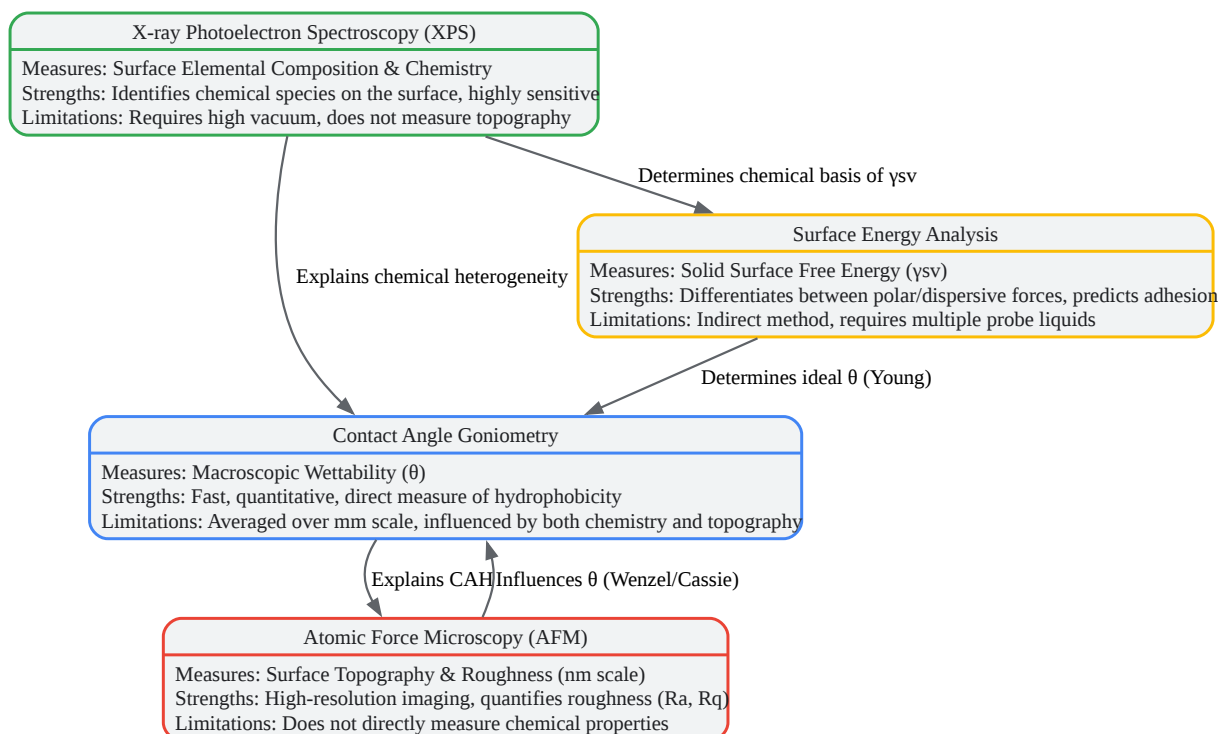 X-ray Photoelectron Spectroscopy (XPS)
Measures: Surface Elemental Composition & Chemistry
Strengths: Identifies chemical species on the surface, highly sensitive
Limitations: Requires high vacuum, does not measure topography
Determines chemical basis of γsv
Surface Energy Analysis
Measures: Solid Surface Free Energy (γsv)
Strengths: Differentiates between polar/dispersive forces, predicts adhesion
Limitations: Indirect method, requires multiple probe liquids
Explains chemical heterogeneity
Determines ideal θ (Young)
Contact Angle Goniometry
Measures: Macroscopic Wettability (θ)
Strengths: Fast, quantitative, direct measure of hydrophobicity
Limitations: Averaged over mm scale, influenced by both chemistry and topography
Explains CAH
Influences θ (Wenzel/Cassie)
Atomic Force Microscopy (AFM)
Measures: Surface Topography & Roughness (nm scale)
Strengths: High-resolution imaging, quantifies roughness (Ra, Rq)
Limitations: Does not directly measure chemical properties